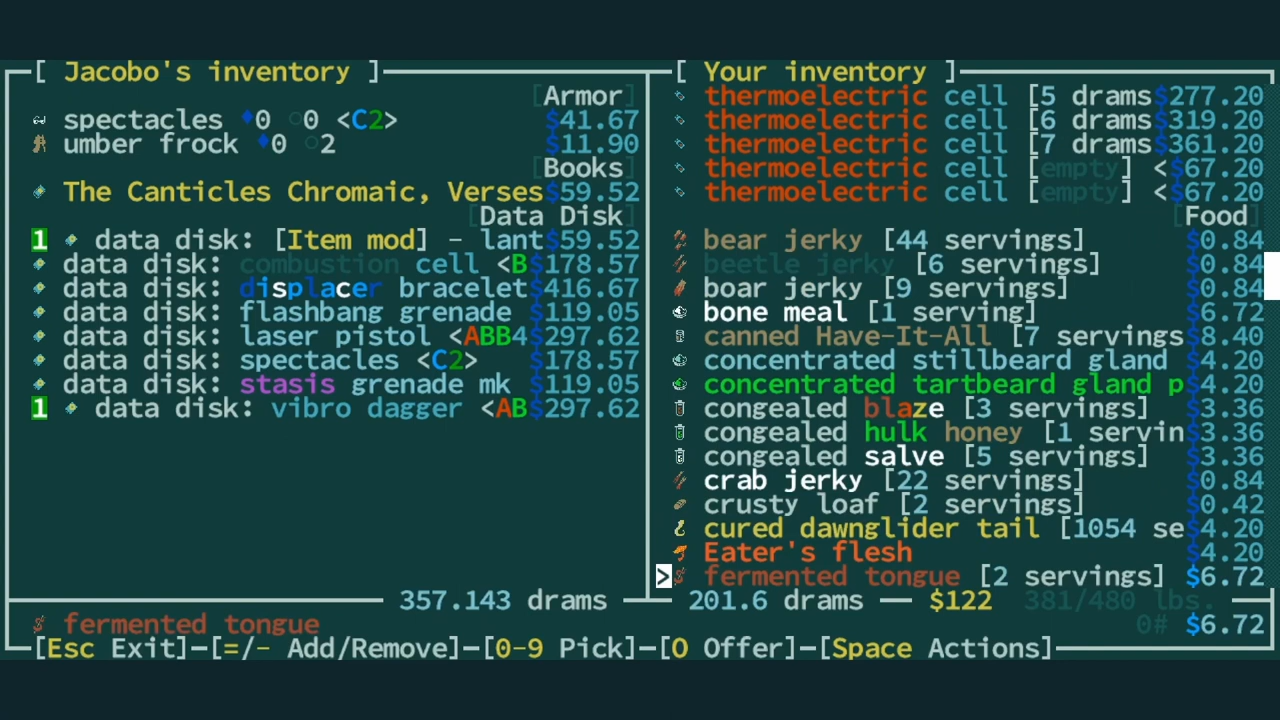 [ Jacobo's inventory ]
[Armor]
spectacles ♦0 ○0 <C2> $41.67
umber frock ♦0 ○2 $11.90
[Books]
The Canticles Chromaic, Verses $59.52
[Data Disk]
1 data disk: [Item mod] - lant $59.52
data disk: combustion cell <B $178.57
data disk: displacer bracelet $416.67
data disk: flashbang grenade $119.05
data disk: laser pistol <ABB4 $297.62
data disk: spectacles <C2> $178.57
data disk: stasis grenade mk $119.05
1 data disk: vibro dagger <AB $297.62
357.143 drams
[ Your inventory ]
thermoelectric cell [5 drams $277.20
thermoelectric cell [6 drams $319.20
thermoelectric cell [7 drams $361.20
thermoelectric cell [empty] < $67.20
thermoelectric cell [empty] < $67.20
[Food]
bear jerky [44 servings] $0.84
beetle jerky [6 servings] $0.84
boar jerky [9 servings] $0.84
bone meal [1 serving] $6.72
canned Have-It-All [7 servings $8.40
concentrated stillbeard gland $4.20
concentrated tartbeard gland p $4.20
congealed blaze [3 servings] $3.36
congealed hulk honey [1 servin $3.36
congealed salve [5 servings] $3.36
crab jerky [22 servings] $0.84
crusty loaf [2 servings] $0.42
cured dawnglider tail [1054 se $4.20
Eater's flesh $4.20
> fermented tongue [2 servings] $6.72
201.6 drams — $122 381/480 lbs.
fermented tongue 0# $6.72
[Esc Exit]-[=/- Add/Remove]-[0-9 Pick]-[O Offer]-[Space Actions]